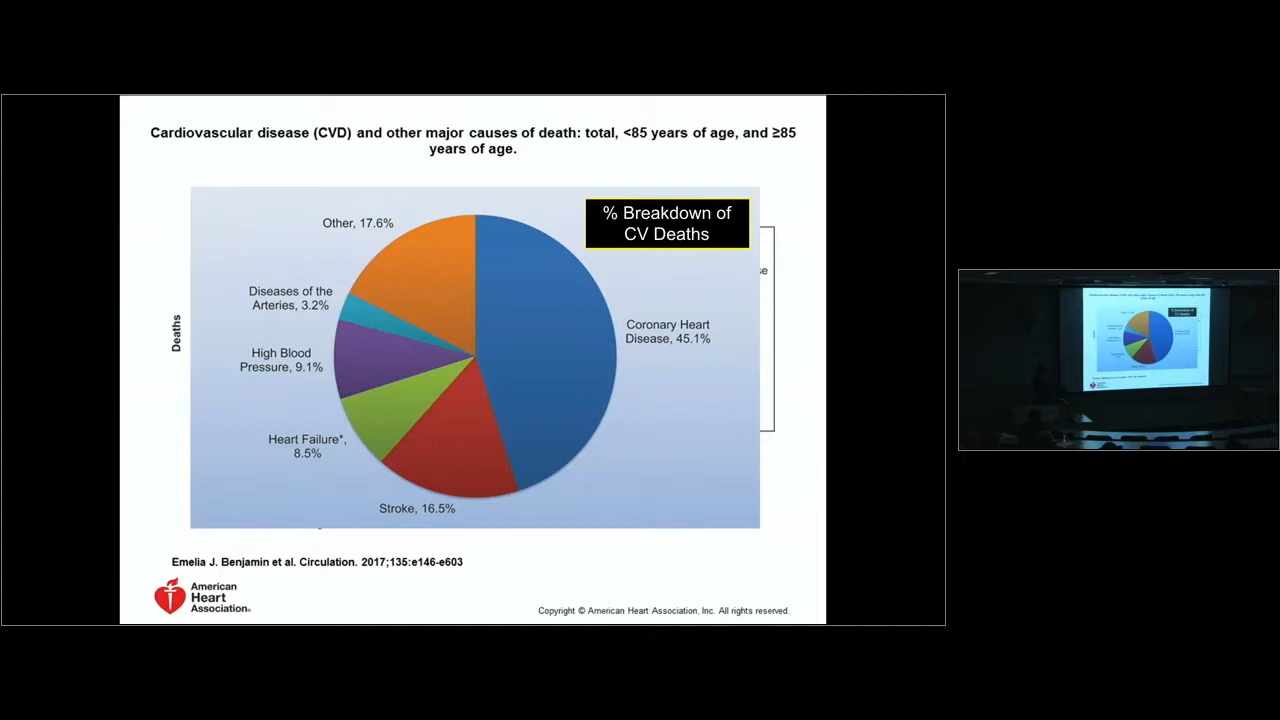 Cardiovascular disease (CVD) and other major causes of death: total, <85 years of age, and ≥85
years of age.
% Breakdown of
CV Deaths
Other, 17.6%
se
Diseases of the
Arteries, 3.2%
Coronary Heart
Disease, 45.1%
Deaths
High Blood
Pressure, 9.1%
Heart Failure*,
8.5%
Stroke, 16.5%
Emelia J. Benjamin et al. Circulation. 2017;135:e146-e603
American
Heart
Association®
Copyright © American Heart Association, Inc. All rights reserved.